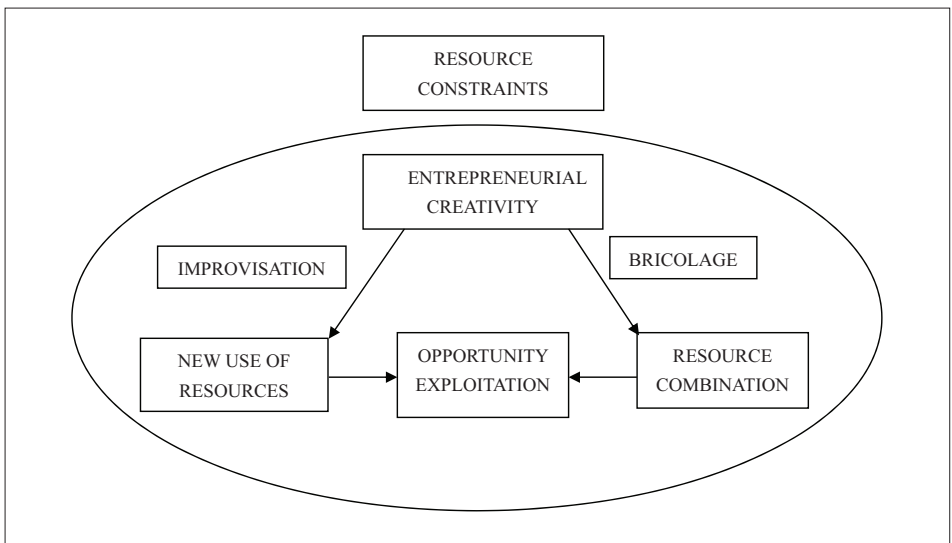 RESOURCE
CONSTRAINTS
ENTREPRENEURIAL
CREATIVITY
IMPROVISATION
BRICOLAGE
NEW USE OF
RESOURCES
OPPORTUNITY
EXPLOITATION
RESOURCE
COMBINATION